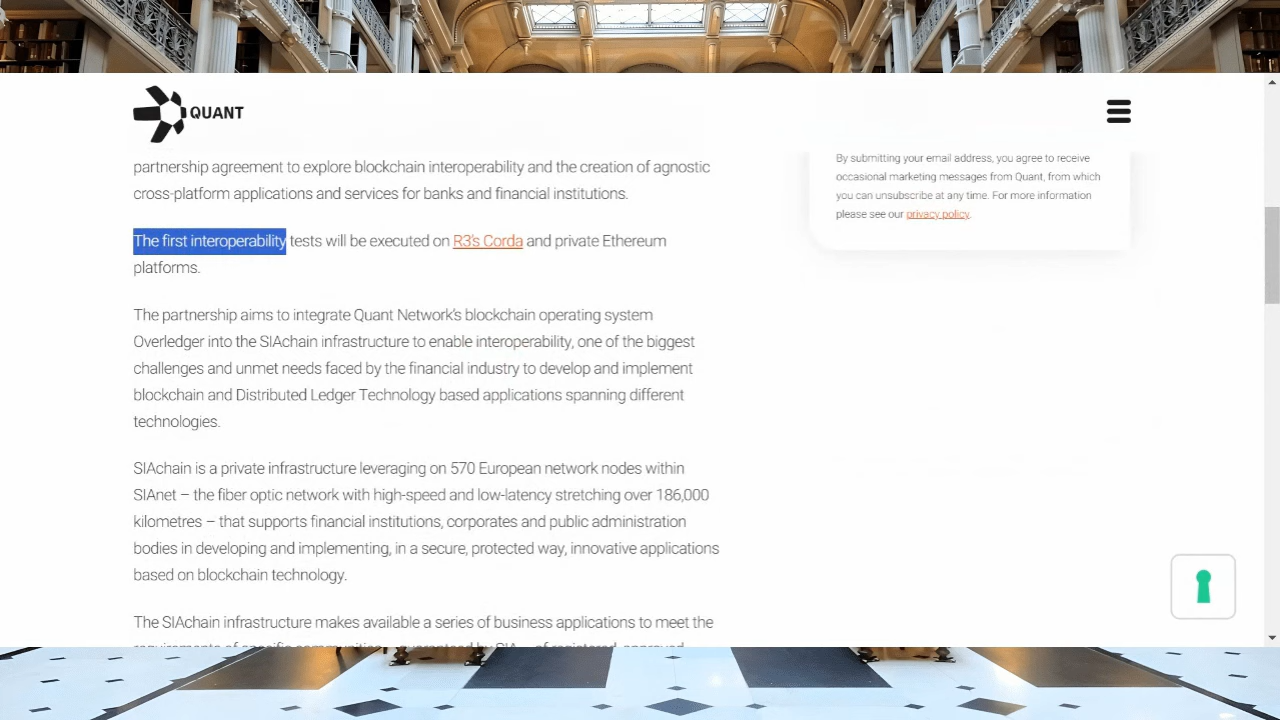 QUANT
partnership agreement to explore blockchain interoperability and the creation of agnostic
cross-platform applications and services for banks and financial institutions.
The first interoperability tests will be executed on R3's Corda and private Ethereum
platforms.
The partnership aims to integrate Quant Network's blockchain operating system
Overledger into the SIAchain infrastructure to enable interoperability, one of the biggest
challenges and unmet needs faced by the financial industry to develop and implement
blockchain and Distributed Ledger Technology based applications spanning different
technologies.
SIAchain is a private infrastructure leveraging on 570 European network nodes within
SIAnet – the fiber optic network with high-speed and low-latency stretching over 186,000
kilometres – that supports financial institutions, corporates and public administration
bodies in developing and implementing, in a secure, protected way, innovative applications
based on blockchain technology.
The SIAchain infrastructure makes available a series of business applications to meet the
By submitting your email address, you agree to receive
occasional marketing messages from Quant, from which
you can unsubscribe at any time. For more information
please see our privacy policy.